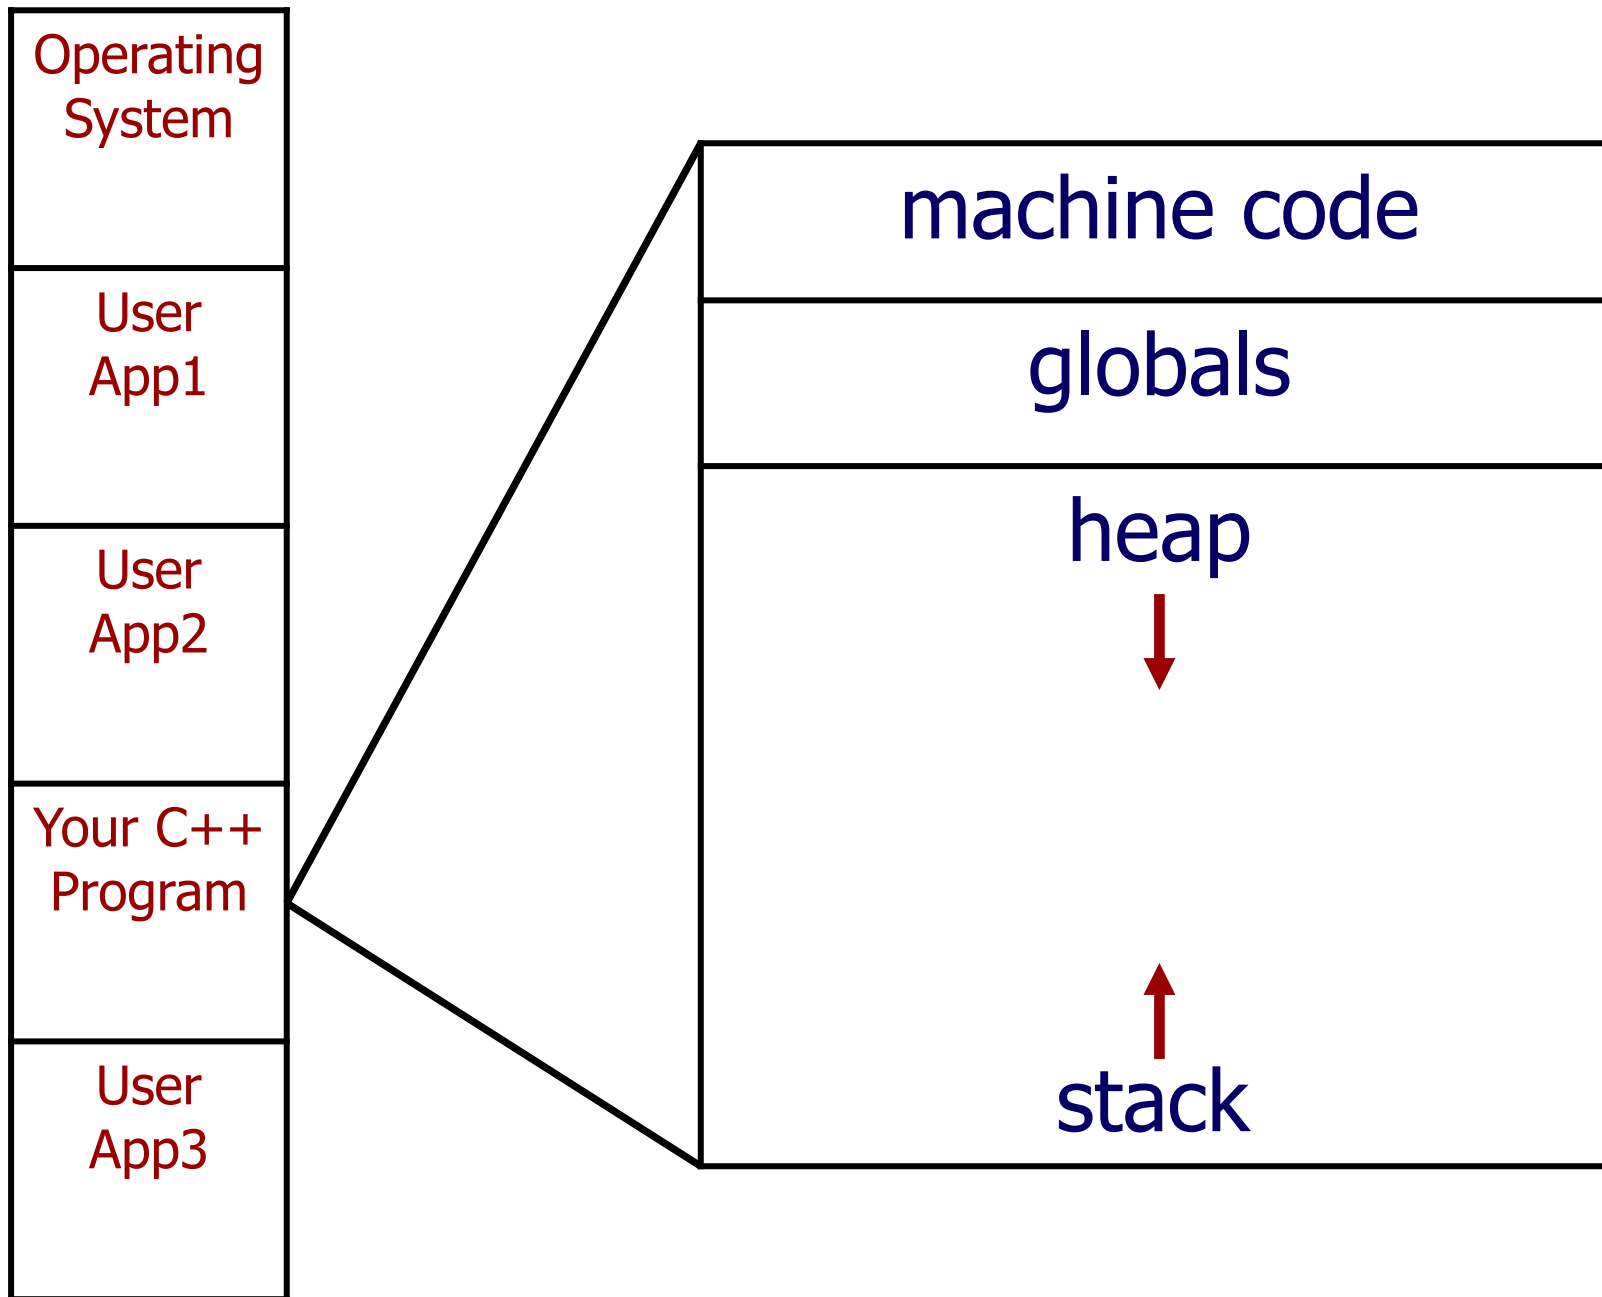 Operating
System
User
App1
User
App2
Your C++
Program
User
App3
machine code
globals
heap
stack